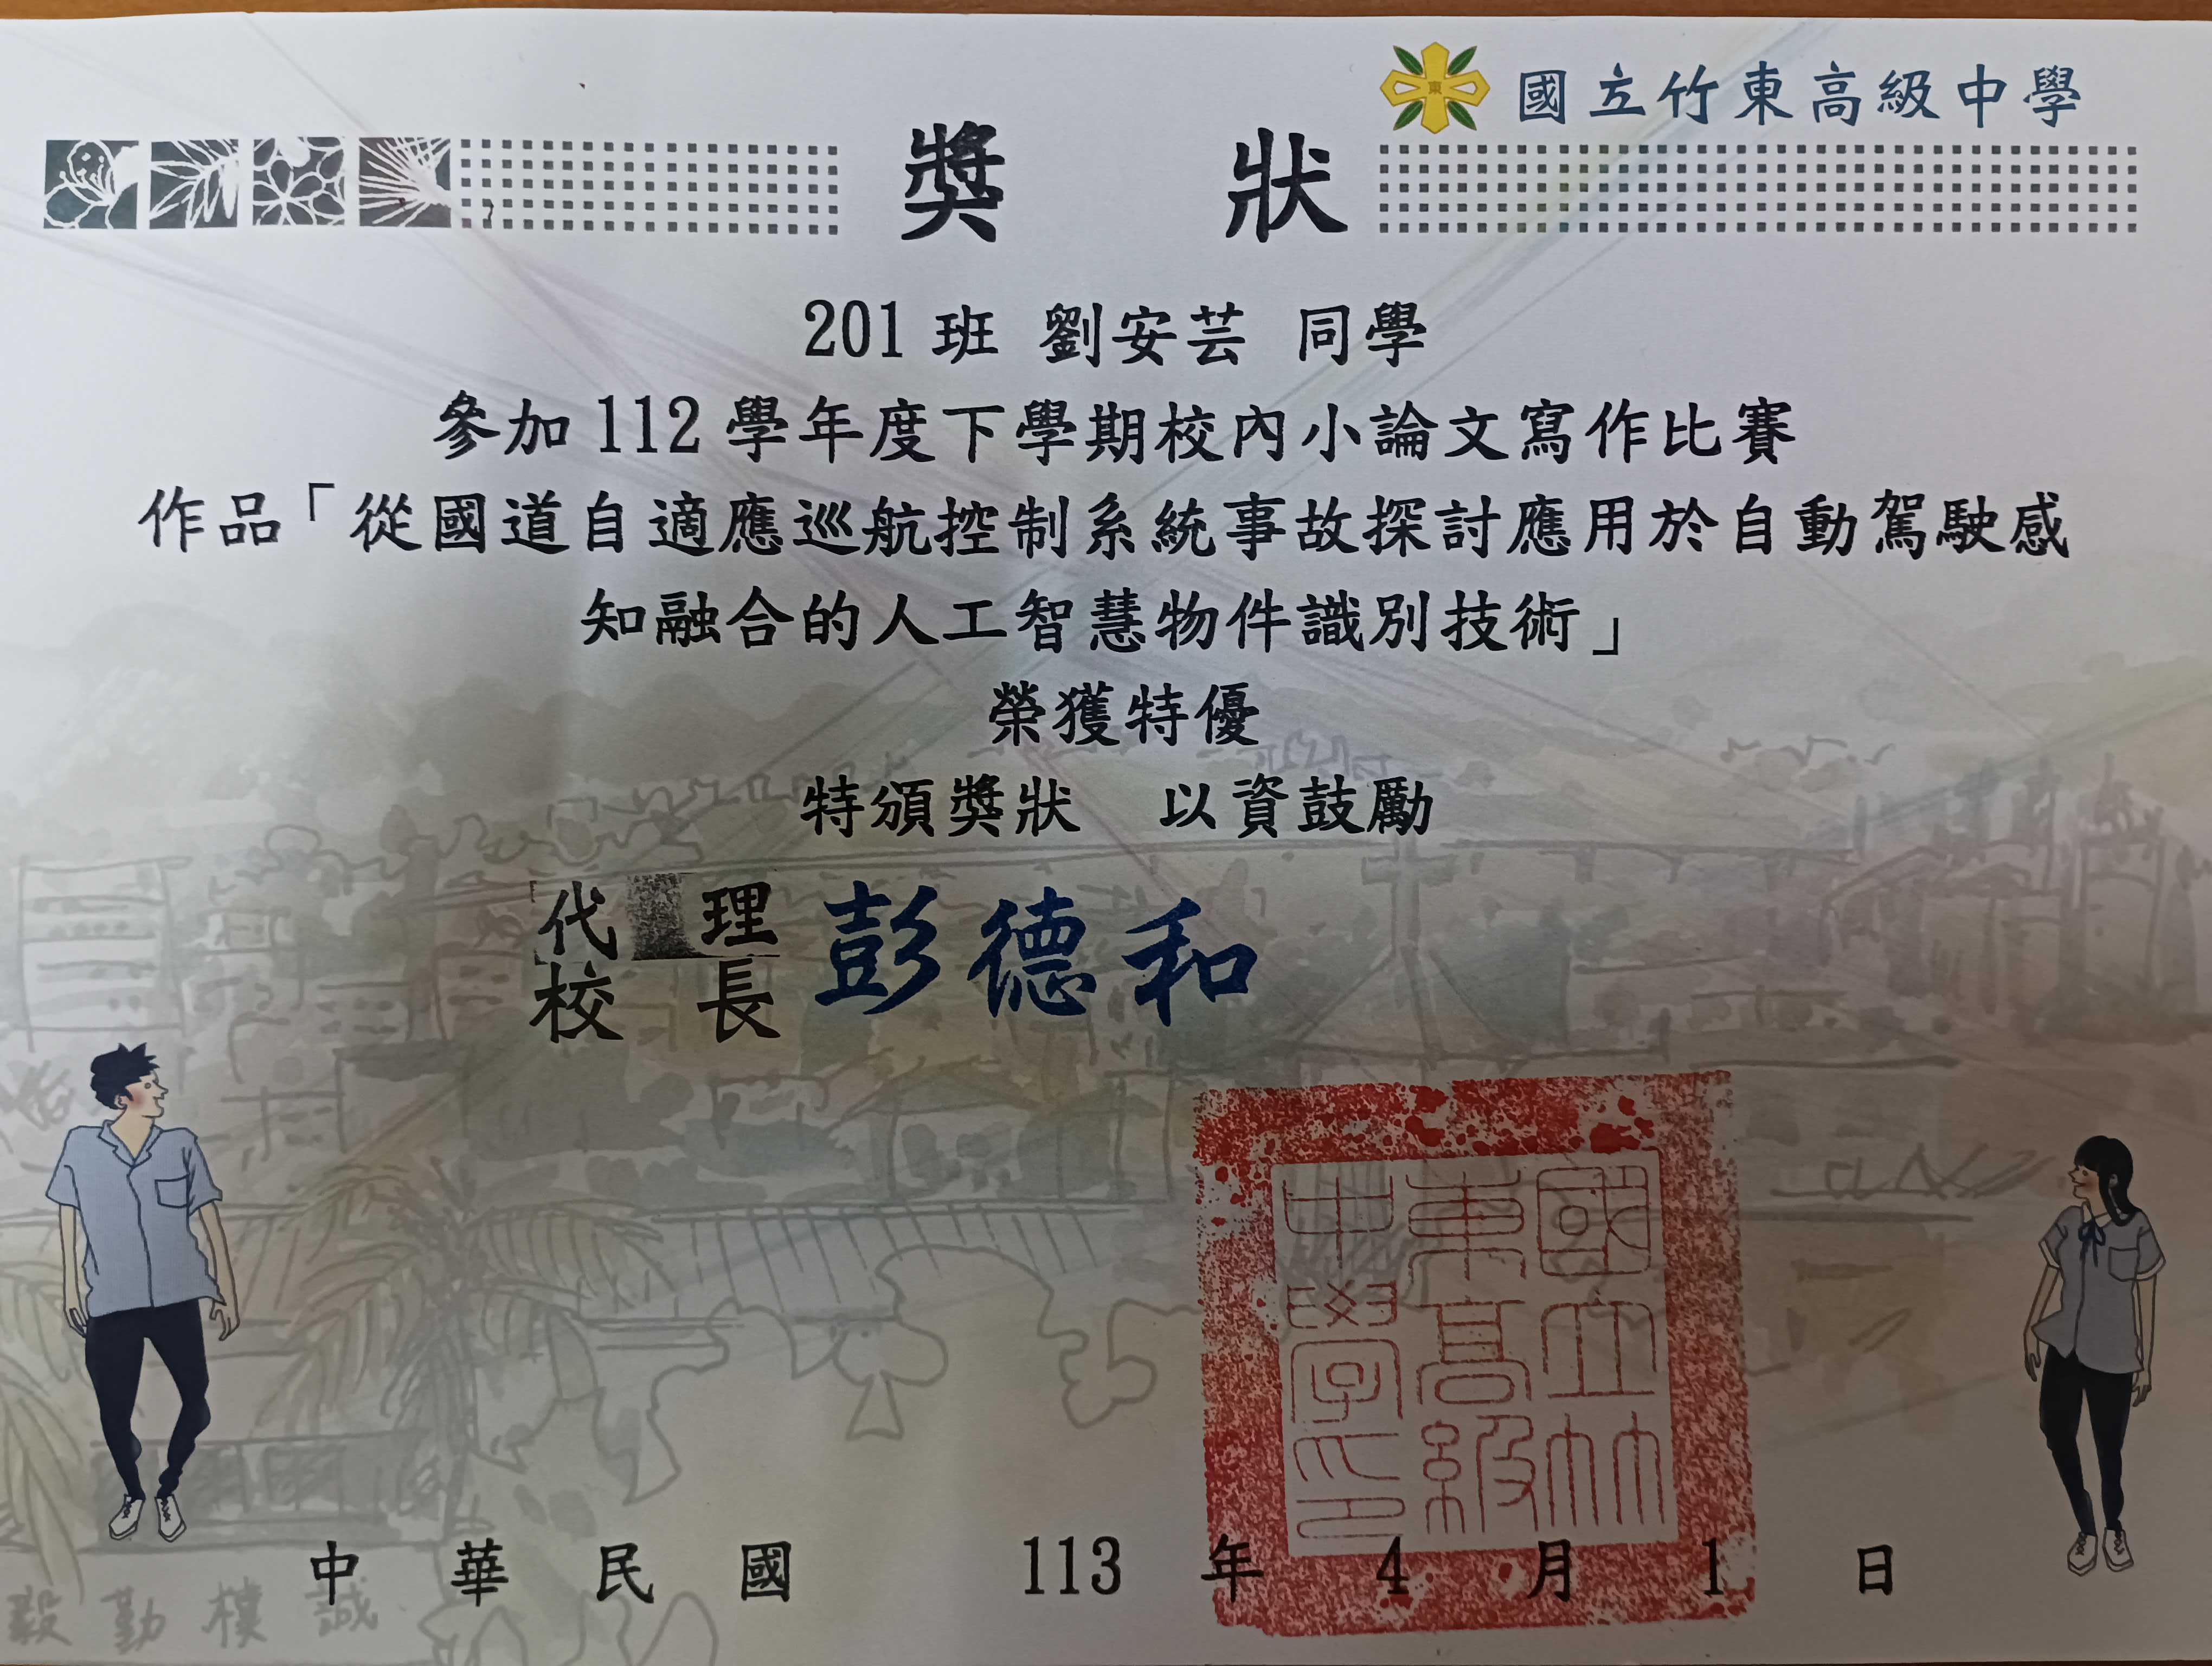 國立竹東高級中學
東
獎 狀
201 班 劉安芸 同學
參加 112 學年度下學期校內小論文寫作比賽
作品「從國道自適應巡航控制系統事故探討應用於自動駕駛感
知融合的人工智慧物件識別技術」
榮獲特優
特頒獎狀 以資鼓勵
代理
校長 彭德和
國立竹
東高級
中學印
中 華 民 國 113 年 4 月 1 日
毅勤樸誠